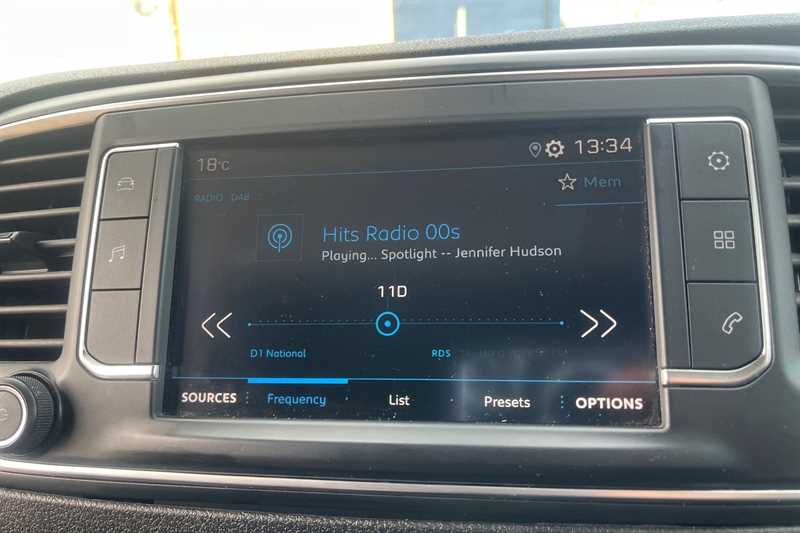 18°C
13:34
RADIO DAB
Mem
Hits Radio 00s
Playing... Spotlight -- Jennifer Hudson
11D
D1 National
RDS
SOURCES
Frequency
List
Presets
OPTIONS